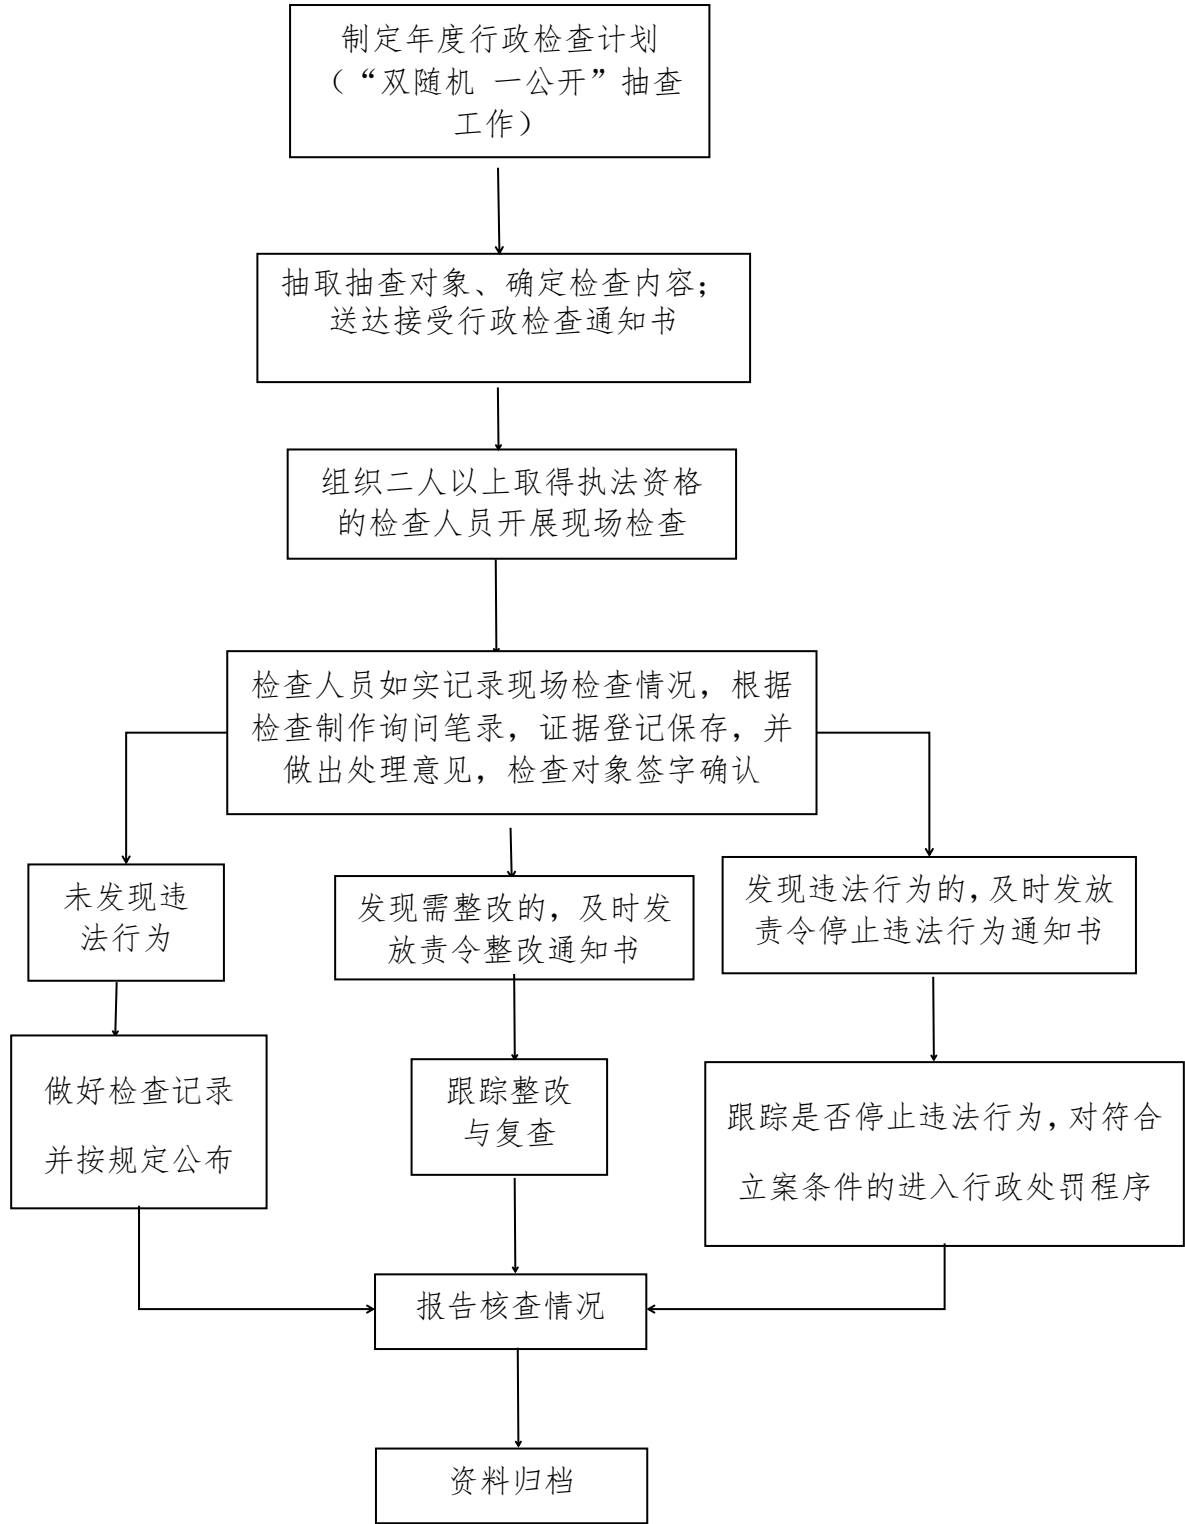 制定年度行政检查计划
（“双随机 一公开”抽查
工作）
抽取抽查对象、确定检查内容；
送达接受行政检查通知书
组织二人以上取得执法资格
的检查人员开展现场检查
检查人员如实记录现场检查情况，根据
检查制作询问笔录，证据登记保存，并
做出处理意见，检查对象签字确认
未发现违
法行为
发现需整改的，及时发
放责令整改通知书
发现违法行为的，及时发放
责令停止违法行为通知书
做好检查记录
并按规定公布
跟踪整改
与复查
跟踪是否停止违法行为，对符合
立案条件的进入行政处罚程序
报告核查情况
资料归档